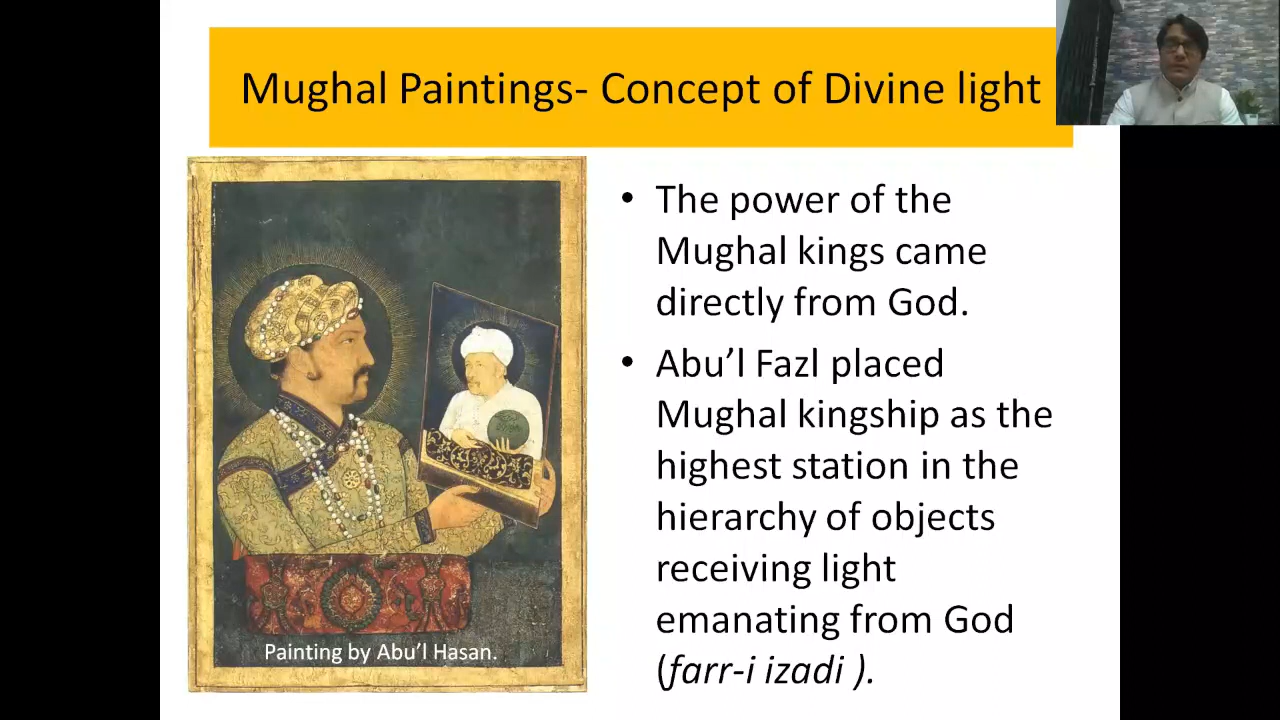 Mughal Paintings- Concept of Divine light
• The power of the
Mughal kings came
directly from God.
• Abu’l Fazl placed
Mughal kingship as the
highest station in the
hierarchy of objects
receiving light
emanating from God
(farr-i izadi ).
Painting by Abu’l Hasan.